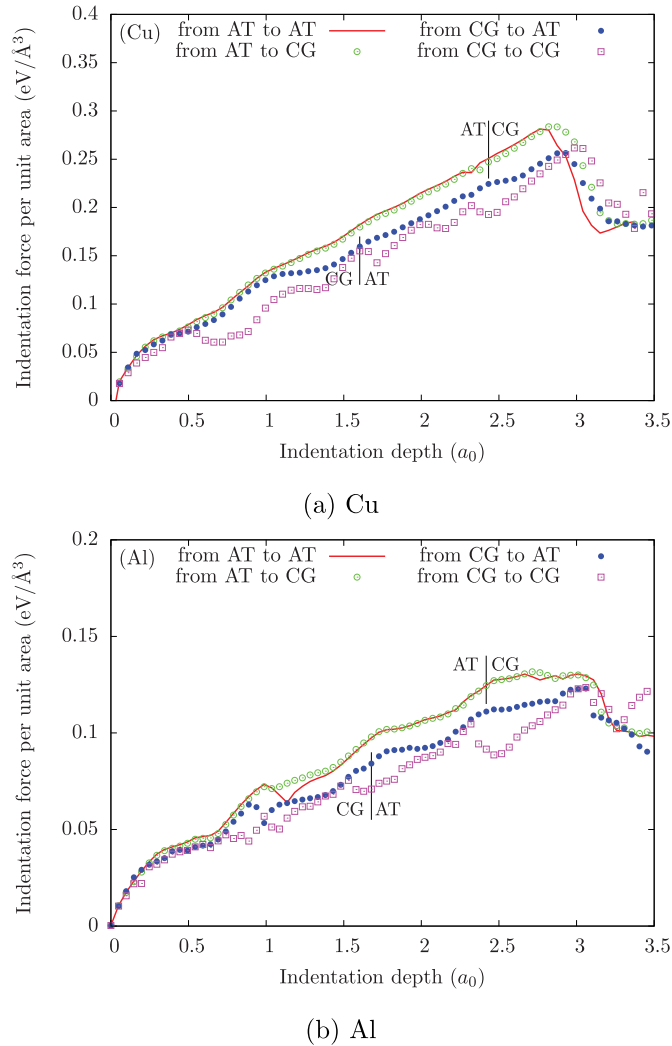 (Cu) from AT to AT from CG to AT
from AT to CG from CG to CG
Indentation force per unit area (eV/Å³)
0.4
0.35
0.3
0.25
0.2
0.15
0.1
0.05
0
AT CG
CG AT
0 0.5 1 1.5 2 2.5 3 3.5
Indentation depth (a₀)
(a) Cu
(Al) from AT to AT from CG to AT
from AT to CG from CG to CG
Indentation force per unit area (eV/Å³)
0.2
0.15
0.1
0.05
0
AT CG
CG AT
0 0.5 1 1.5 2 2.5 3 3.5
Indentation depth (a₀)
(b) Al